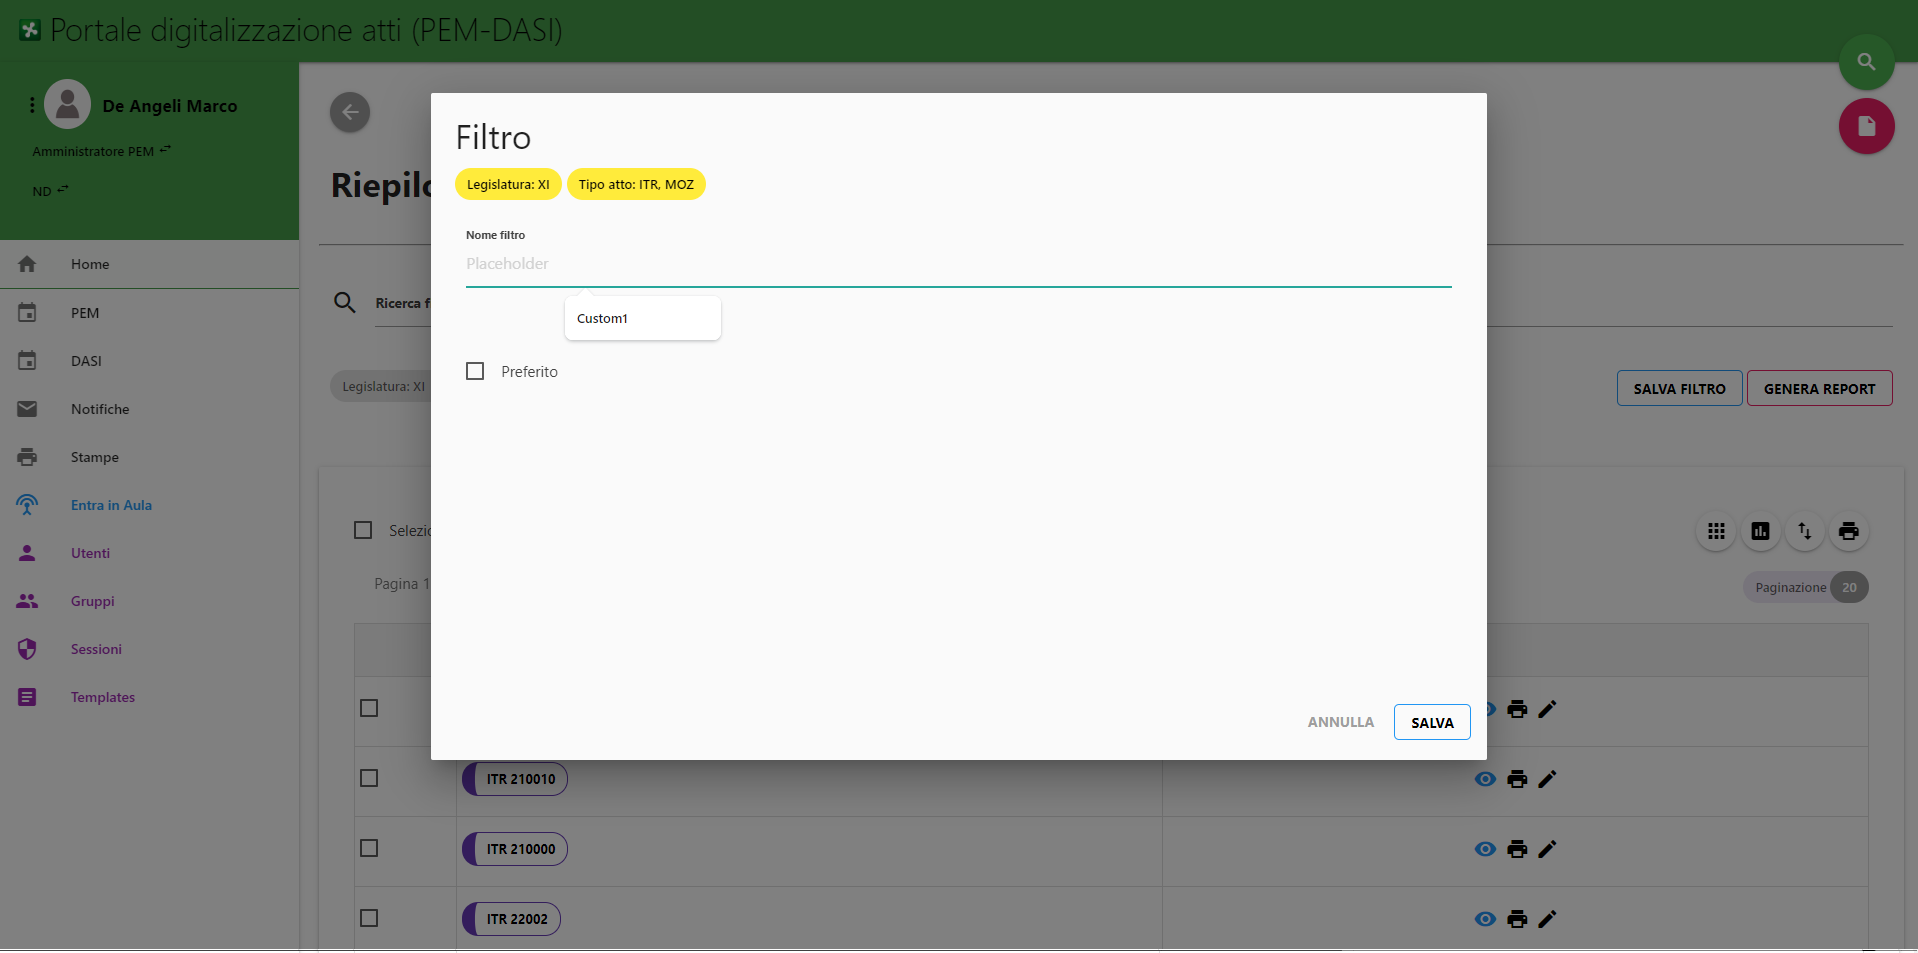 Portale digitalizzazione atti (PEM-DASI)
De Angeli Marco
Amministratore PEM
ND
Home
PEM
DASI
Notifiche
Stampe
Entra in Aula
Utenti
Gruppi
Sessioni
Templates
Riepilo
Ricerca f
Legislatura: XI
SALVA FILTRO
GENERA REPORT
Selezio
Pagina 1
Paginazione 20
Filtro
Legislatura: XI
Tipo atto: ITR, MOZ
Nome filtro
Placeholder
Custom1
Preferito
ANNULLA
SALVA
ITR 210010
ITR 210000
ITR 22002